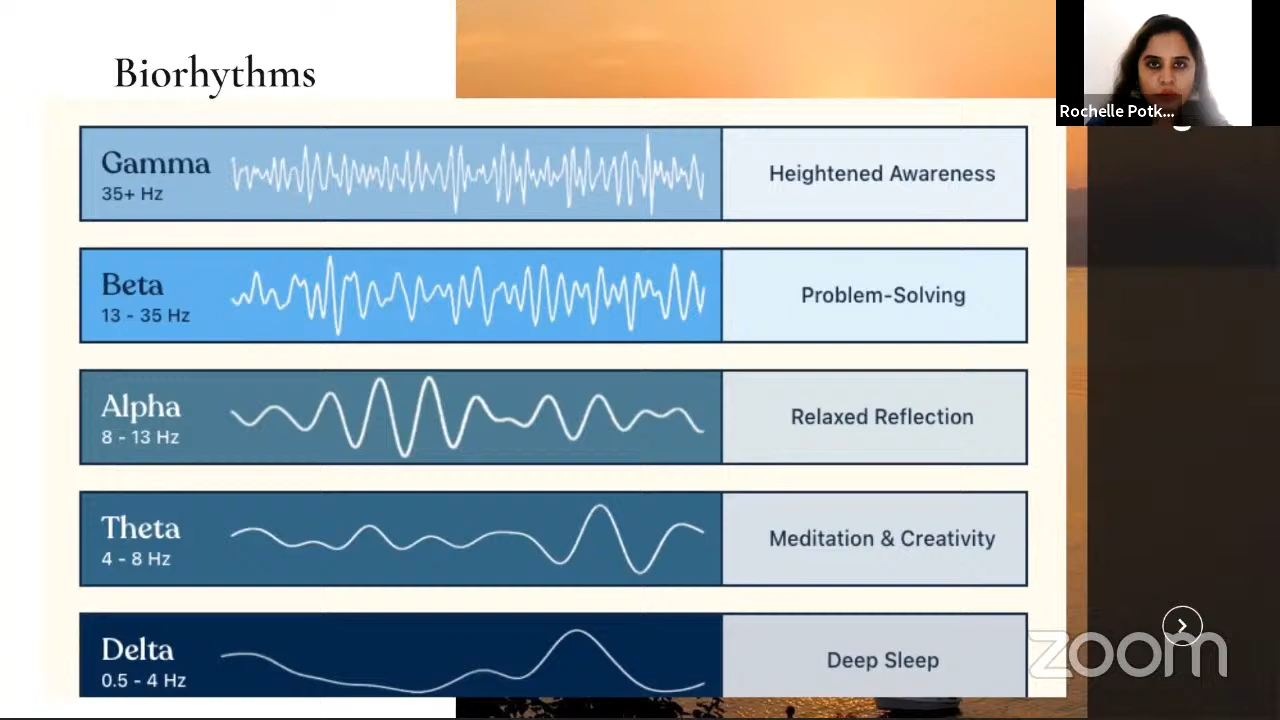 Biorhythms
Rochelle Potk...
Gamma
35+ Hz
Heightened Awareness
Beta
13 - 35 Hz
Problem-Solving
Alpha
8 - 13 Hz
Relaxed Reflection
Theta
4 - 8 Hz
Meditation & Creativity
Delta
0.5 - 4 Hz
Deep Sleep
zoom